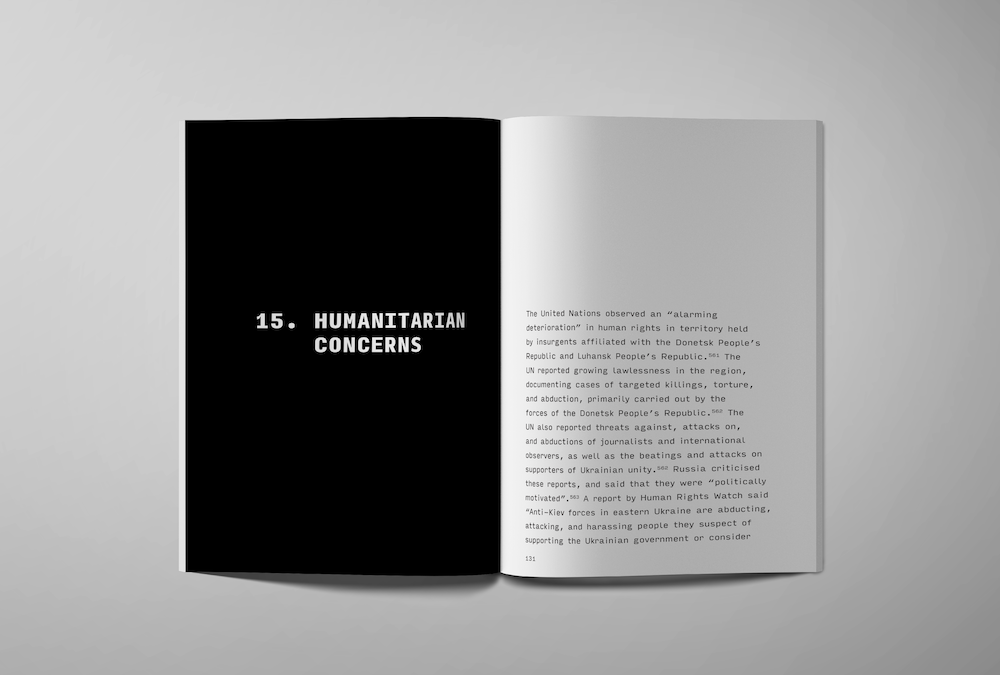 15. HUMANITARIAN
CONCERNS
The United Nations observed an “alarming
deterioration” in human rights in territory held
by insurgents affiliated with the Donetsk People’s
Republic and Luhansk People’s Republic.⁵⁶¹ The
UN reported growing lawlessness in the region,
documenting cases of targeted killings, torture,
and abduction, primarily carried out by the
forces of the Donetsk People’s Republic.⁵⁶² The
UN also reported threats against, attacks on,
and abductions of journalists and international
observers, as well as the beatings and attacks on
supporters of Ukrainian unity.⁵⁶² Russia criticised
these reports, and said that they were “politically
motivated”.⁵⁶³ A report by Human Rights Watch said
“Anti-Kiev forces in eastern Ukraine are abducting,
attacking, and harassing people they suspect of
supporting the Ukrainian government or consider
131